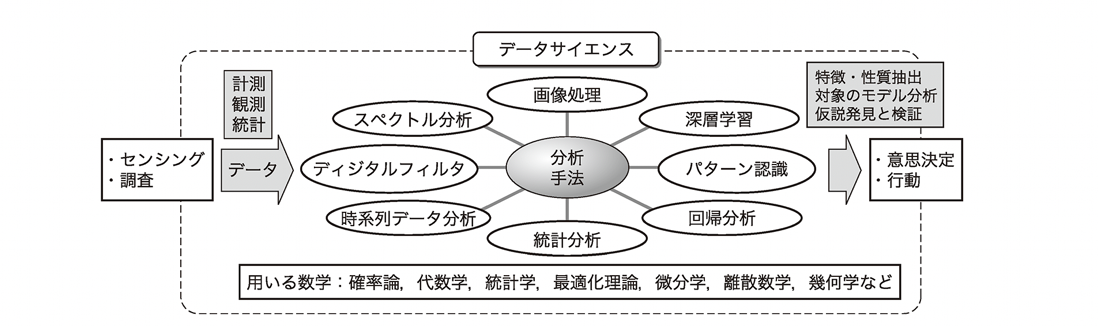 データサイエンス
計測
観測
統計
データ
・センシング
・調査
画像処理
スペクトル分析
深層学習
ディジタルフィルタ
分析
手法
パターン認識
時系列データ分析
回帰分析
統計分析
特徴・性質抽出
対象のモデル分析
仮説発見と検証
・意思決定
・行動
用いる数学：確率論，代数学，統計学，最適化理論，微分学，離散数学，幾何学など